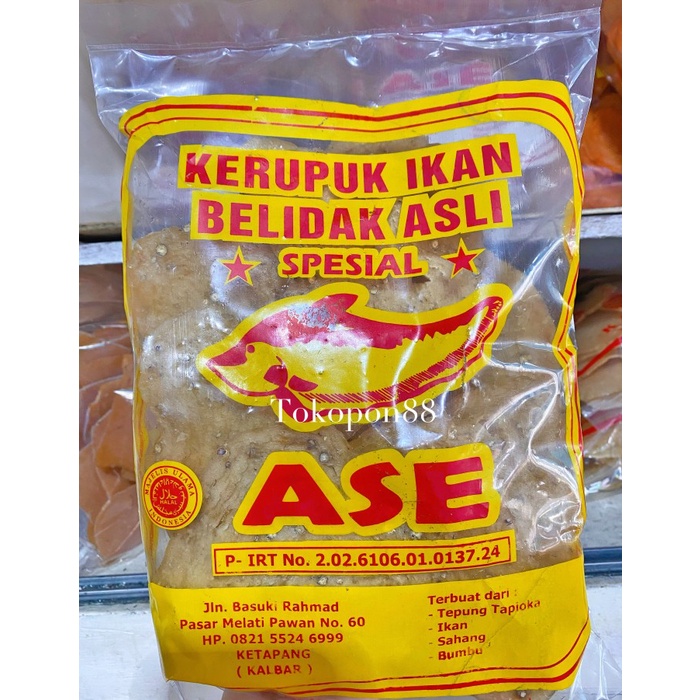 KERUPUK IKAN
BELIDAK ASLI
SPESIAL
Tokopon88
ASE
MAJELIS ULAMA
HALAL
INDONESIA
P- IRT No. 2.02.6106.01.0137.24
Jln. Basuki Rahmad
Pasar Melati Pawan No. 60
HP. 0821 5524 6999
KETAPANG
( KALBAR )
Terbuat dari :
- Tepung Tapioka
- Ikan
- Sahang
- Bumbu